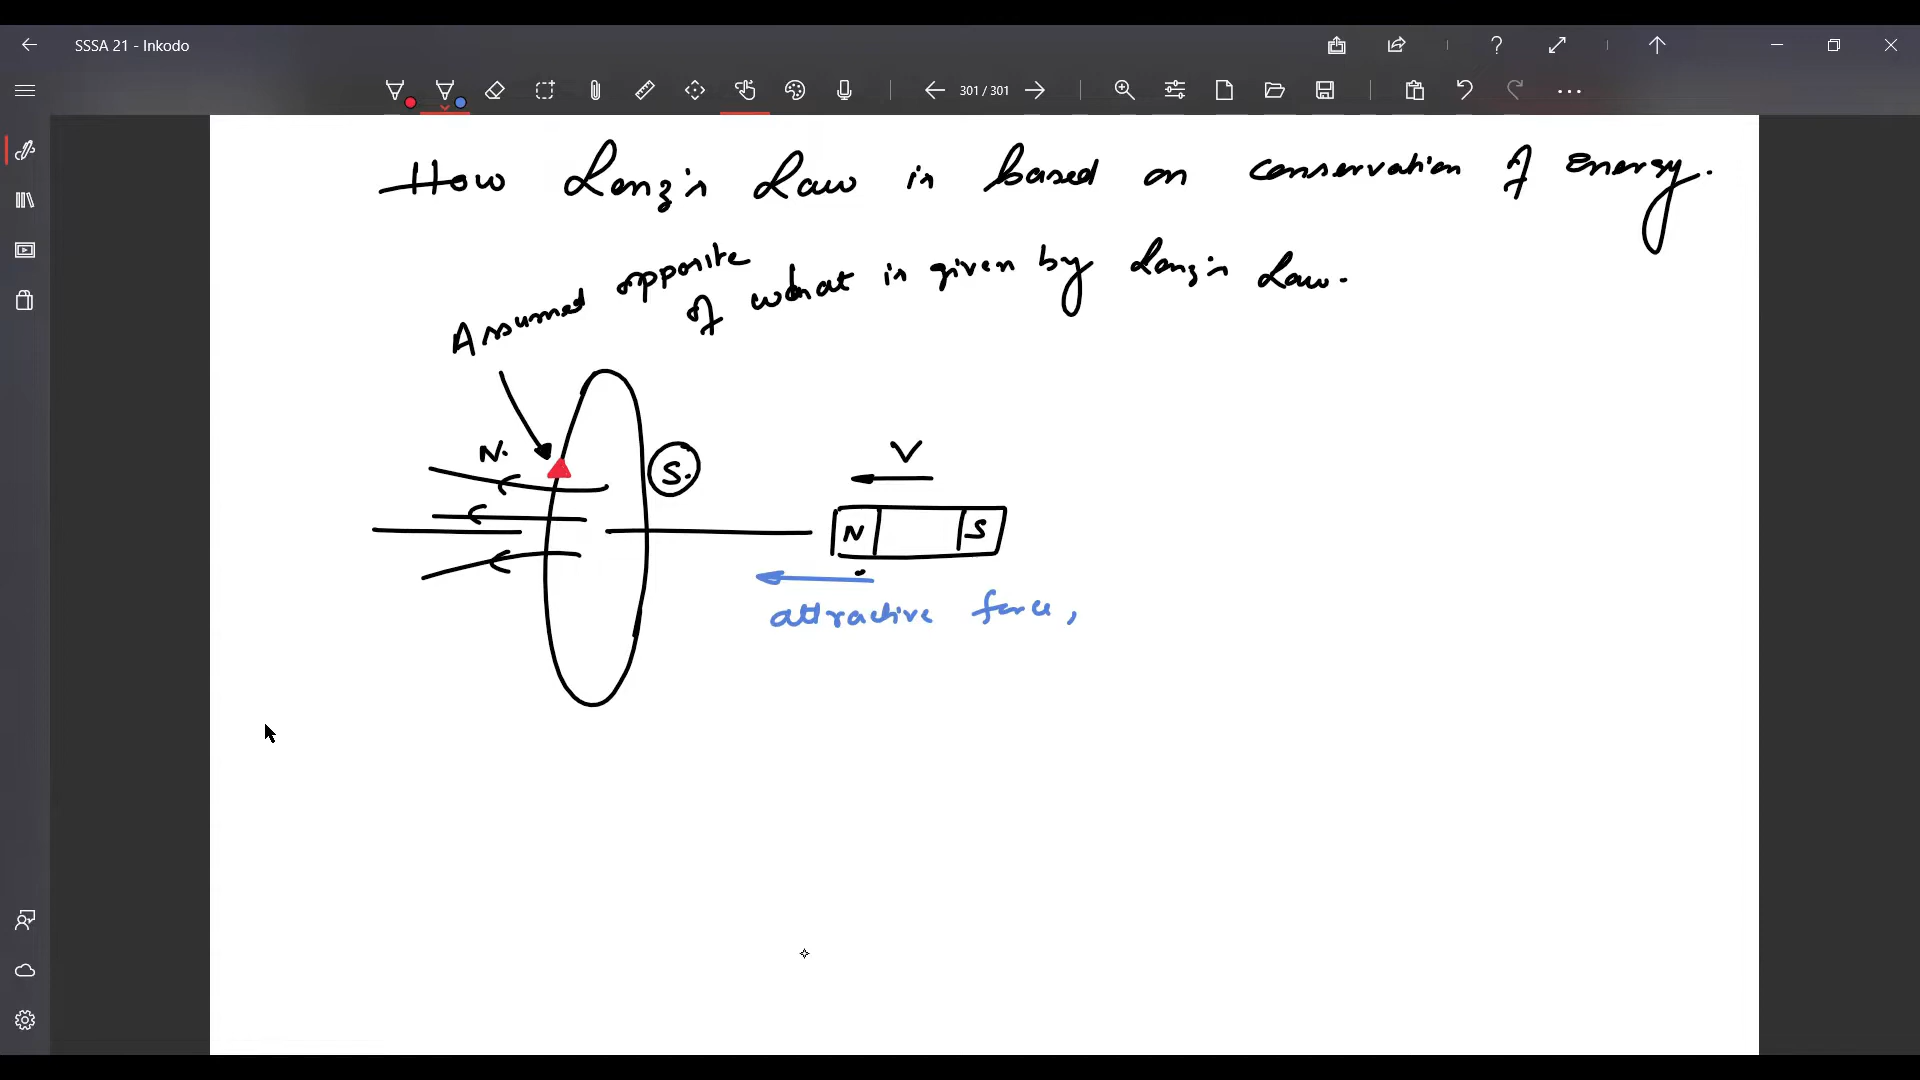 SSSA 21 - Inkodo
301 / 301
How Lenz's Law is based on conservation of Energy.
Assumed opposite
of what is given by Lenz's Law.
N.
S.
V
N
S
attractive force,